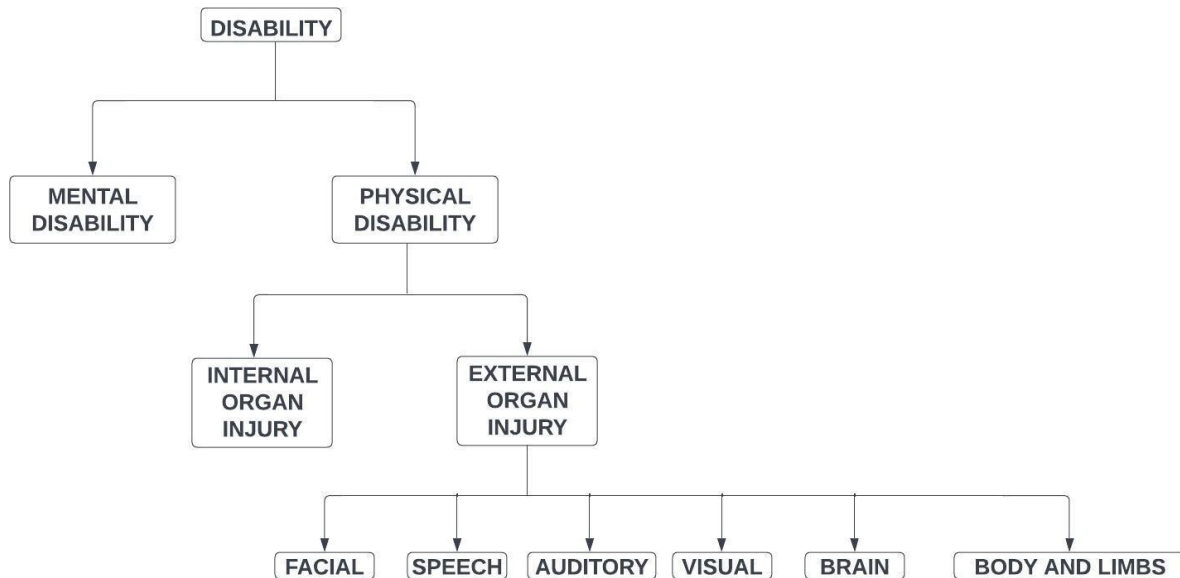 DISABILITY
MENTAL
DISABILITY
PHYSICAL
DISABILITY
INTERNAL
ORGAN
INJURY
EXTERNAL
ORGAN
INJURY
FACIAL
SPEECH
AUDITORY
VISUAL
BRAIN
BODY AND LIMBS